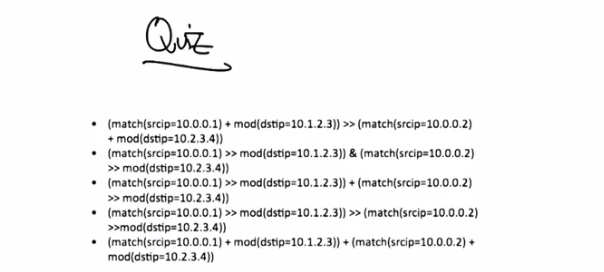 Quiz
• (match(srcip=10.0.0.1) + mod(dstip=10.1.2.3)) >> (match(srcip=10.0.0.2)
+ mod(dstip=10.2.3.4))
• (match(srcip=10.0.0.1) >> mod(dstip=10.1.2.3)) & (match(srcip=10.0.0.2)
>> mod(dstip=10.2.3.4))
• (match(srcip=10.0.0.1) >> mod(dstip=10.1.2.3)) + (match(srcip=10.0.0.2)
>> mod(dstip=10.2.3.4))
• (match(srcip=10.0.0.1) >> mod(dstip=10.1.2.3)) >> (match(srcip=10.0.0.2)
>>mod(dstip=10.2.3.4))
• (match(srcip=10.0.0.1) + mod(dstip=10.1.2.3)) + (match(srcip=10.0.0.2) +
mod(dstip=10.2.3.4))